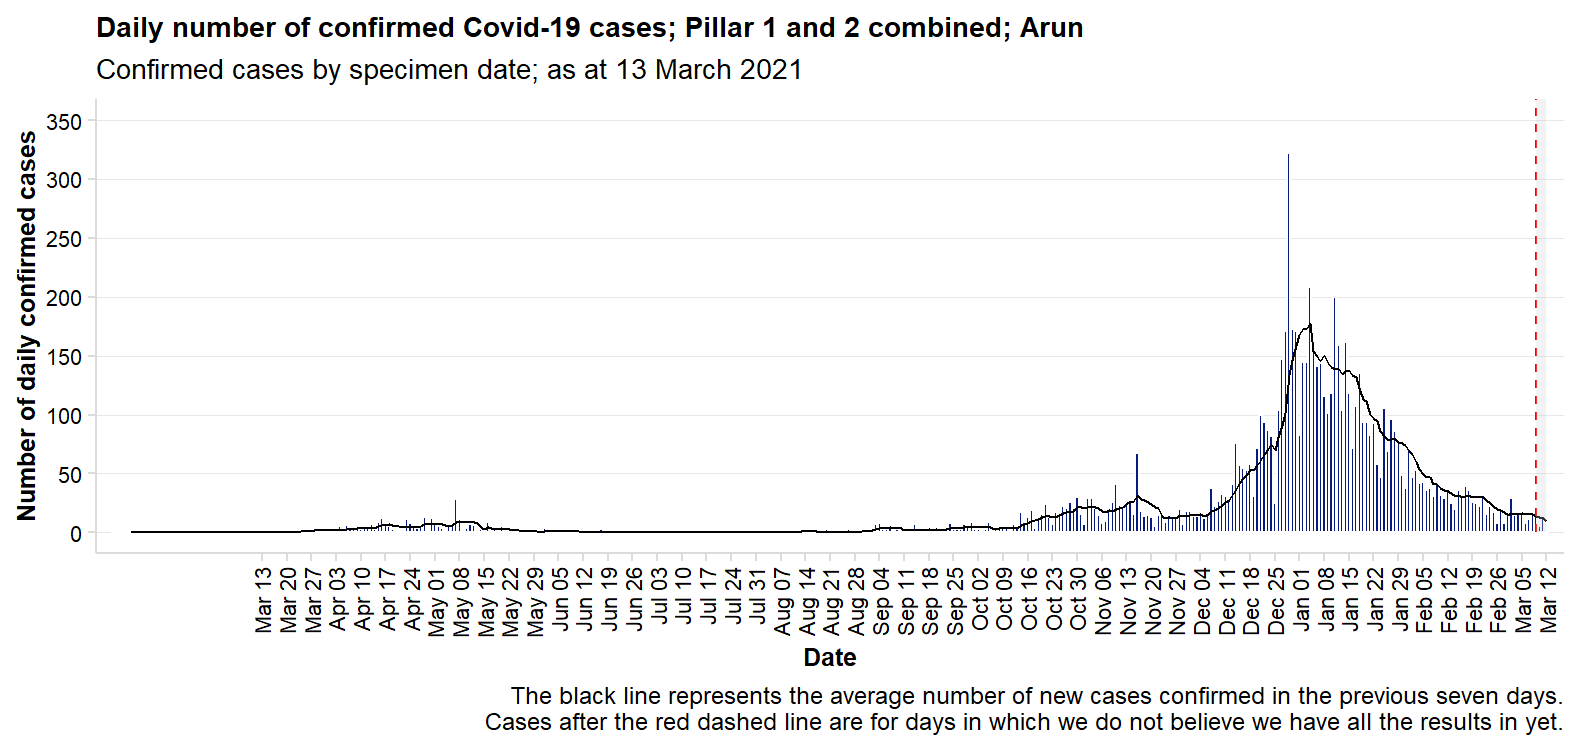 Daily number of confirmed Covid-19 cases; Pillar 1 and 2 combined; Arun
Confirmed cases by specimen date; as at 13 March 2021
Number of daily confirmed cases
350
300
250
200
150
100
50
0
Mar 13
Mar 20
Mar 27
Apr 03
Apr 10
Apr 17
Apr 24
May 01
May 08
May 15
May 22
May 29
Jun 05
Jun 12
Jun 19
Jun 26
Jul 03
Jul 10
Jul 17
Jul 24
Jul 31
Aug 07
Aug 14
Aug 21
Aug 28
Sep 04
Sep 11
Sep 18
Sep 25
Oct 02
Oct 09
Oct 16
Oct 23
Oct 30
Nov 06
Nov 13
Nov 20
Nov 27
Dec 04
Dec 11
Dec 18
Dec 25
Jan 01
Jan 08
Jan 15
Jan 22
Jan 29
Feb 05
Feb 12
Feb 19
Feb 26
Mar 05
Mar 12
Date
The black line represents the average number of new cases confirmed in the previous seven days.
Cases after the red dashed line are for days in which we do not believe we have all the results in yet.